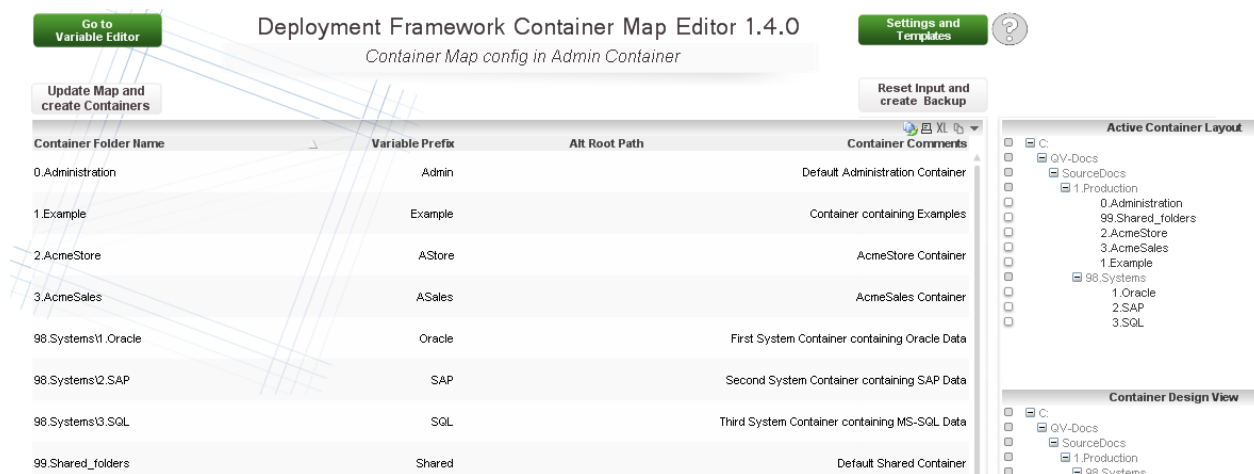 Go to
Variable Editor
Deployment Framework Container Map Editor 1.4.0
Container Map config in Admin Container
Settings and
Templates
?
Update Map and
create Containers
Reset Input and
create Backup
XL
Container Folder Name
Variable Prefix
Alt Root Path
Container Comments
0.Administration
Admin
Default Administration Container
1.Example
Example
Container containing Examples
2.AcmeStore
AStore
AcmeStore Container
3.AcmeSales
ASales
AcmeSales Container
98.Systems\1.Oracle
Oracle
First System Container containing Oracle Data
98.Systems\2.SAP
SAP
Second System Container containing SAP Data
98.Systems\3.SQL
SQL
Third System Container containing MS-SQL Data
99.Shared_folders
Shared
Default Shared Container
Active Container Layout
C:
QV-Docs
SourceDocs
1.Production
0.Administration
99.Shared_folders
2.AcmeStore
3.AcmeSales
1.Example
98.Systems
1.Oracle
2.SAP
3.SQL
Container Design View
C:
QV-Docs
SourceDocs
1.Production
98.Systems